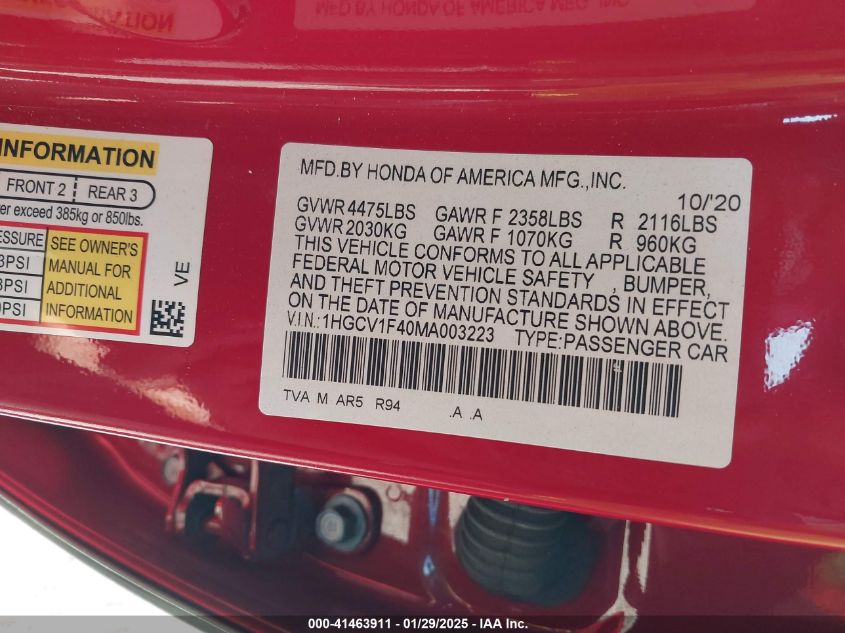 INFORMATION
FRONT 2 REAR 3
exceed 385kg or 850lbs.
SEE OWNER'S
MANUAL FOR
ADDITIONAL
INFORMATION
VE
MFD.BY HONDA OF AMERICA MFG.,INC.
10/'20
GVWR 4475LBS GAWR F 2358LBS R 2116LBS
GVWR 2030KG GAWR F 1070KG R 960KG
THIS VEHICLE CONFORMS TO ALL APPLICABLE
FEDERAL MOTOR VEHICLE SAFETY , BUMPER,
AND THEFT PREVENTION STANDARDS IN EFFECT
ON THE DATE OF MANUFACTURE SHOWN ABOVE.
V.I.N.:1HGCV1F40MA003223 TYPE:PASSENGER CAR
TVA M AR5 R94 .A .A
000-41463911 - 01/29/2025 - IAA Inc.